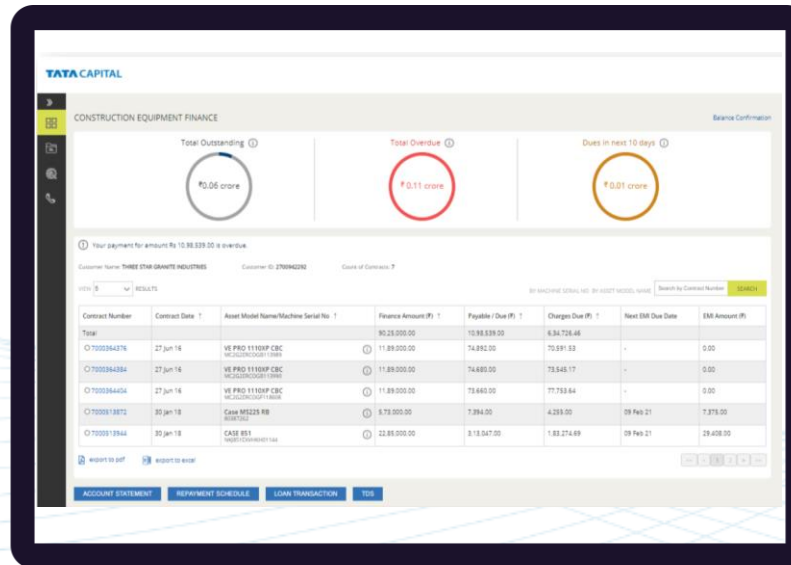 TATA CAPITAL
CONSTRUCTION EQUIPMENT FINANCE
Balance Confirmation
Total Outstanding
Total Overdue
Dues in next 10 days
₹0.06 crore
₹ 0.11 crore
₹ 0.01 crore
Your payment for amount Rs 10,98,539.00 is overdue.
Customer Name: THREE STAR GRANITE INDUSTRIES Customer ID: 2700942292 Count of Contracts: 7
VIEW 5 RESULTS
BY MACHINE SERIAL NO. BY ASSET MODEL NAME Search by Contract Number SEARCH
Contract Number Contract Date ↑ Asset Model Name/Machine Serial No ↑ Finance Amount (₹) ↑ Payable / Due (₹) ↑ Charges Due (₹) ↑ Next EMI Due Date EMI Amount (₹)
Total 90,25,000.00 10,98,539.00 6,34,726.46
7000364376 27 Jun 16 VE PRO 1110XP CBC 11,89,000.00 74,892.00 70,591.53 - 0.00
7000364384 27 Jun 16 VE PRO 1110XP CBC 11,89,000.00 74,680.00 73,545.17 - 0.00
7000364404 27 Jun 16 VE PRO 1110XP CBC 11,89,000.00 73,660.00 77,753.64 - 0.00
7000513872 30 Jan 18 Case MS225 RB 5,73,000.00 7,394.00 4,255.00 09 Feb 21 7,375.00
7000513944 30 Jan 18 CASE 851 22,85,000.00 3,13,047.00 1,83,274.69 09 Feb 21 29,408.00
export to pdf export to excel
<< < 1 2 > >>
ACCOUNT STATEMENT REPAYMENT SCHEDULE LOAN TRANSACTION TDS